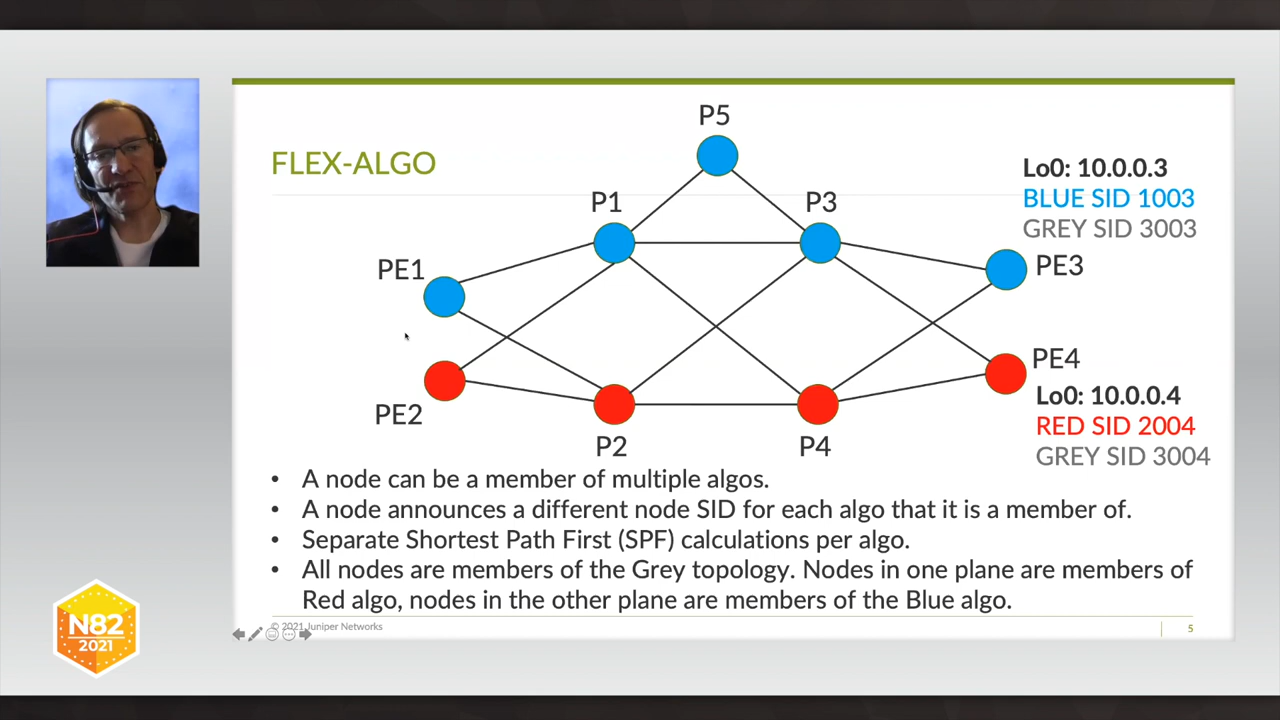 FLEX-ALGO
P5
P1
P3
PE1
PE2
P2
P4
Lo0: 10.0.0.3
BLUE SID 1003
GREY SID 3003
PE3
PE4
Lo0: 10.0.0.4
RED SID 2004
GREY SID 3004
• A node can be a member of multiple algos.
• A node announces a different node SID for each algo that it is a member of.
• Separate Shortest Path First (SPF) calculations per algo.
• All nodes are members of the Grey topology. Nodes in one plane are members of
Red algo, nodes in the other plane are members of the Blue algo.
© 2021 Juniper Networks
5
N82
2021